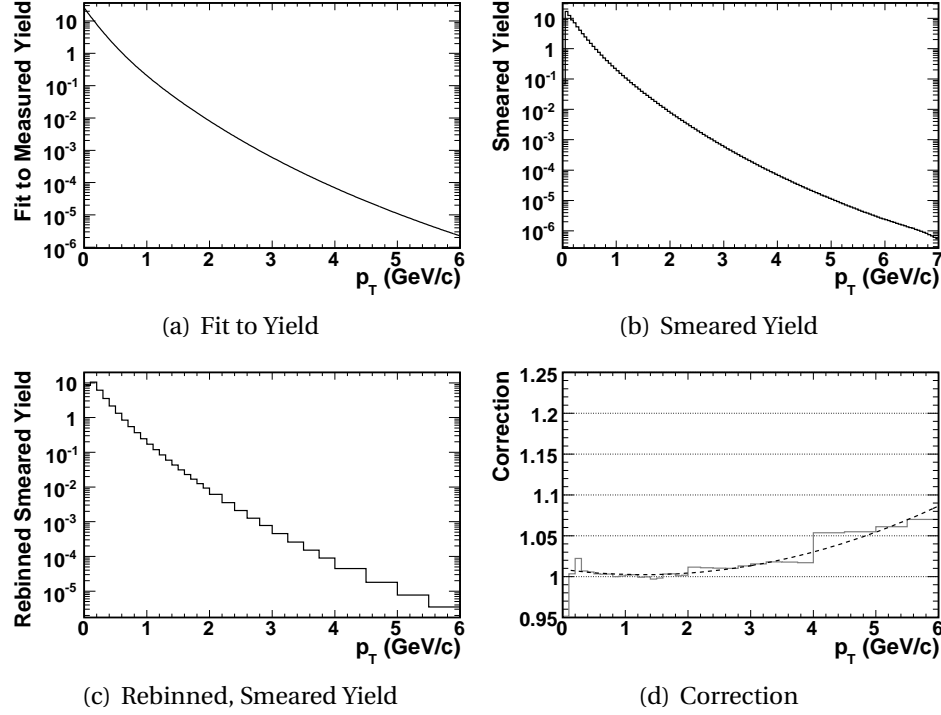 Fit to Measured Yield
10
1
10^-1
10^-2
10^-3
10^-4
10^-5
10^-6
0 1 2 3 4 5 6
p_T (GeV/c)
(a) Fit to Yield
Smeared Yield
10
1
10^-1
10^-2
10^-3
10^-4
10^-5
10^-6
0 1 2 3 4 5 6 7
p_T (GeV/c)
(b) Smeared Yield
Rebinned Smeared Yield
10
1
10^-1
10^-2
10^-3
10^-4
10^-5
0 1 2 3 4 5 6
p_T (GeV/c)
(c) Rebinned, Smeared Yield
Correction
1.25
1.2
1.15
1.1
1.05
1
0.95
0 1 2 3 4 5 6
p_T (GeV/c)
(d) Correction